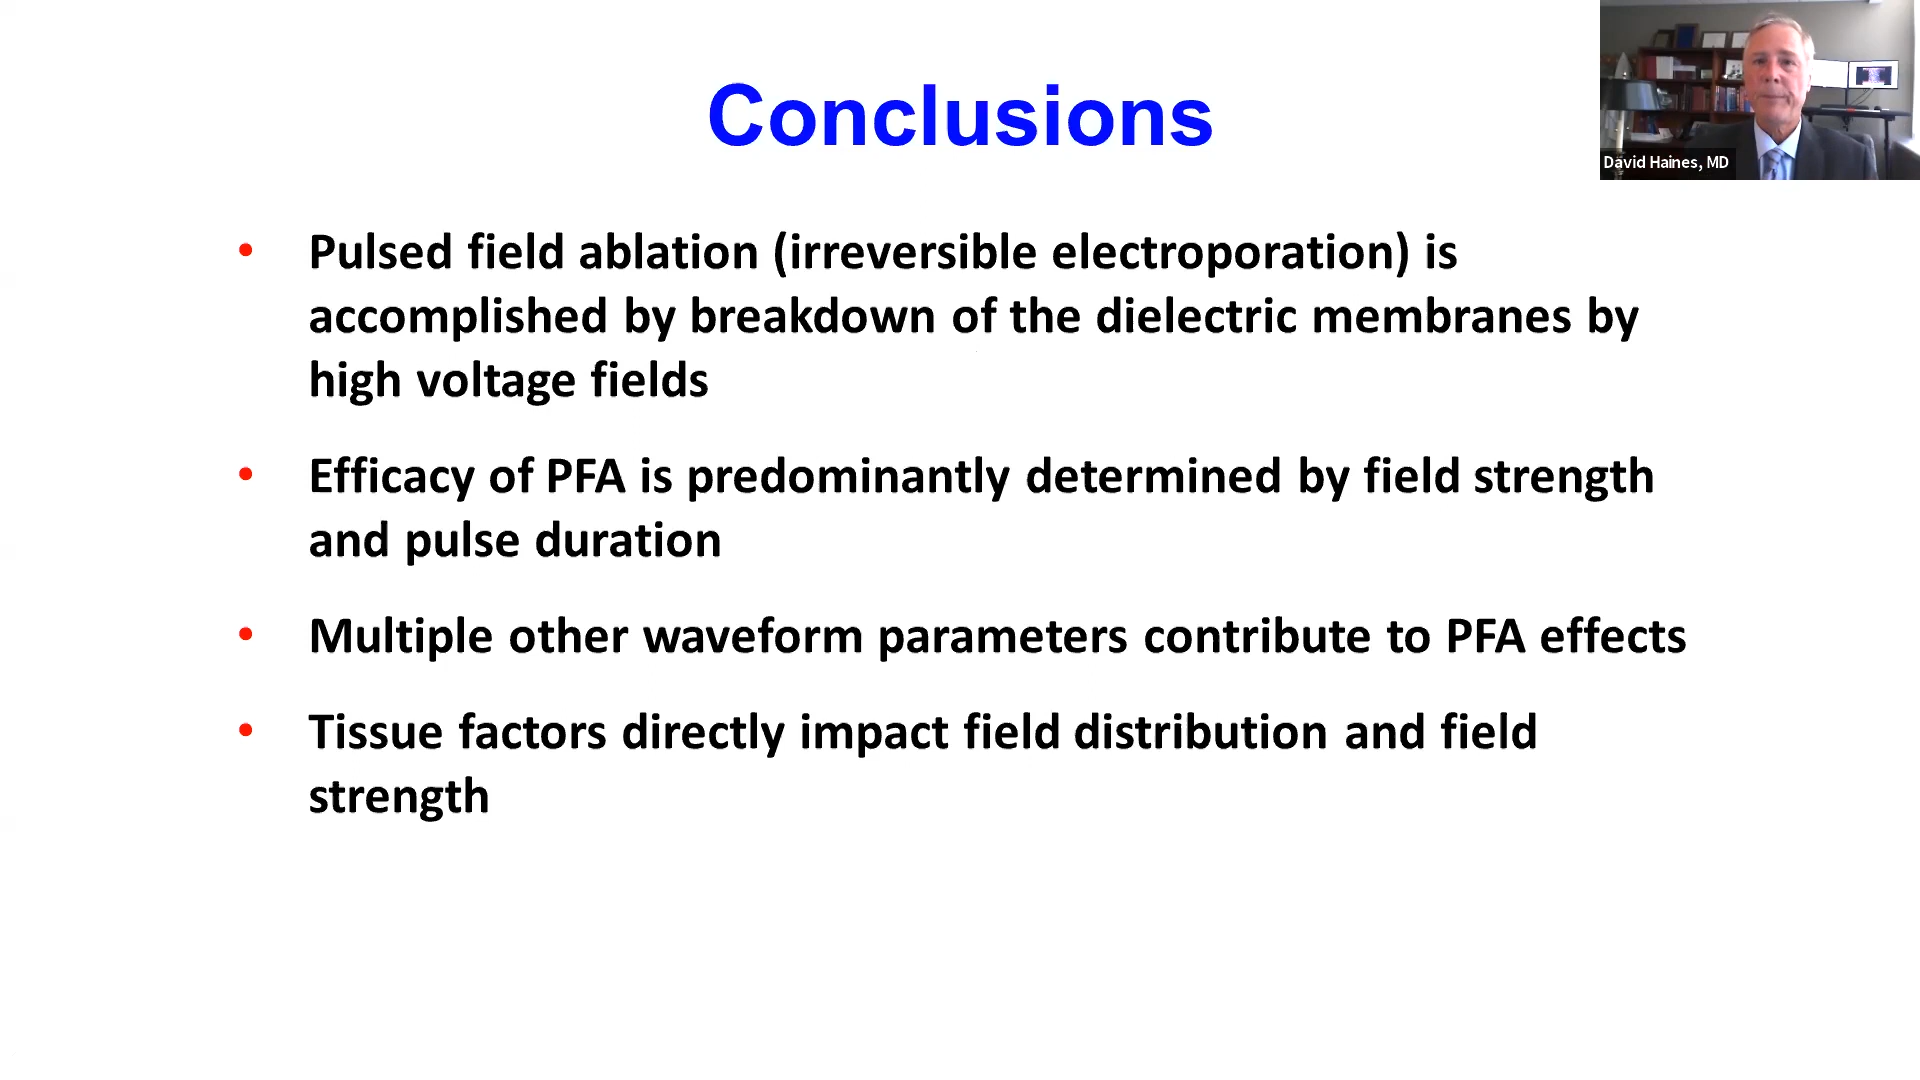 Conclusions
David Haines, MD
• Pulsed field ablation (irreversible electroporation) is
accomplished by breakdown of the dielectric membranes by
high voltage fields
• Efficacy of PFA is predominantly determined by field strength
and pulse duration
• Multiple other waveform parameters contribute to PFA effects
• Tissue factors directly impact field distribution and field
strength